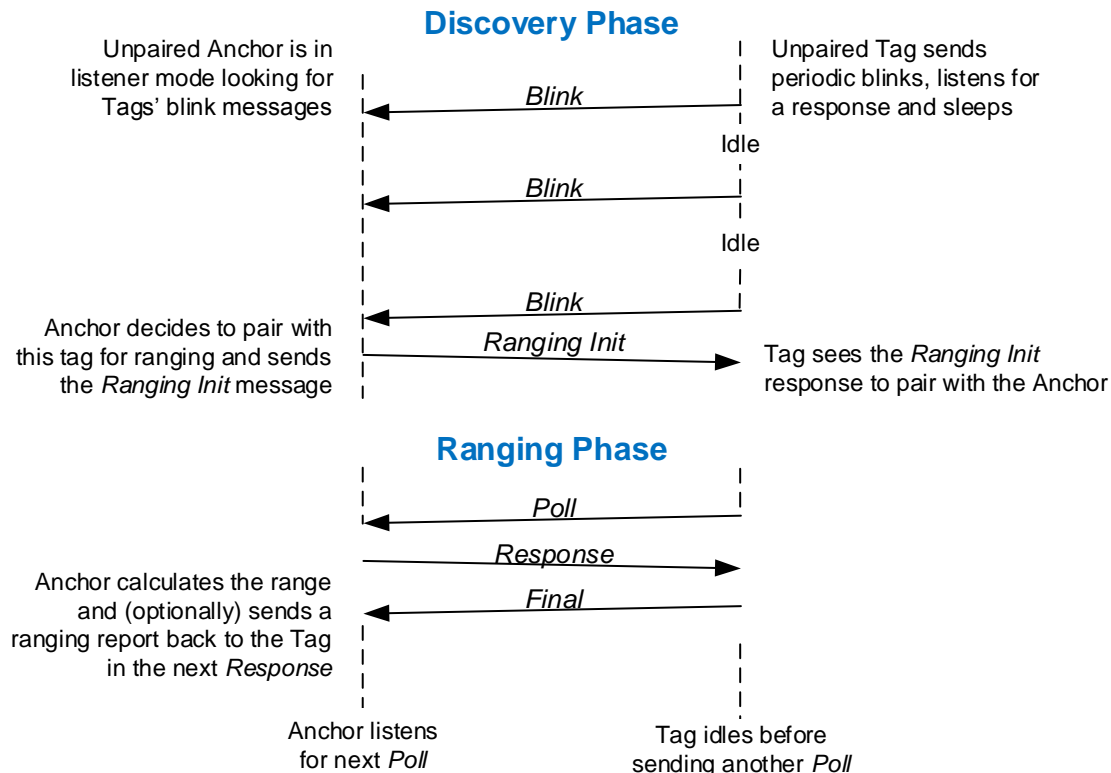 Discovery Phase
Unpaired Anchor is in
listener mode looking for
Tags’ blink messages
Unpaired Tag sends
periodic blinks, listens for
a response and sleeps
Blink
Idle
Blink
Idle
Blink
Anchor decides to pair with
this tag for ranging and sends
the Ranging Init message
Ranging Init
Tag sees the Ranging Init
response to pair with the Anchor
Ranging Phase
Poll
Response
Anchor calculates the range
and (optionally) sends a
ranging report back to the Tag
in the next Response
Final
Anchor listens
for next Poll
Tag idles before
sending another Poll